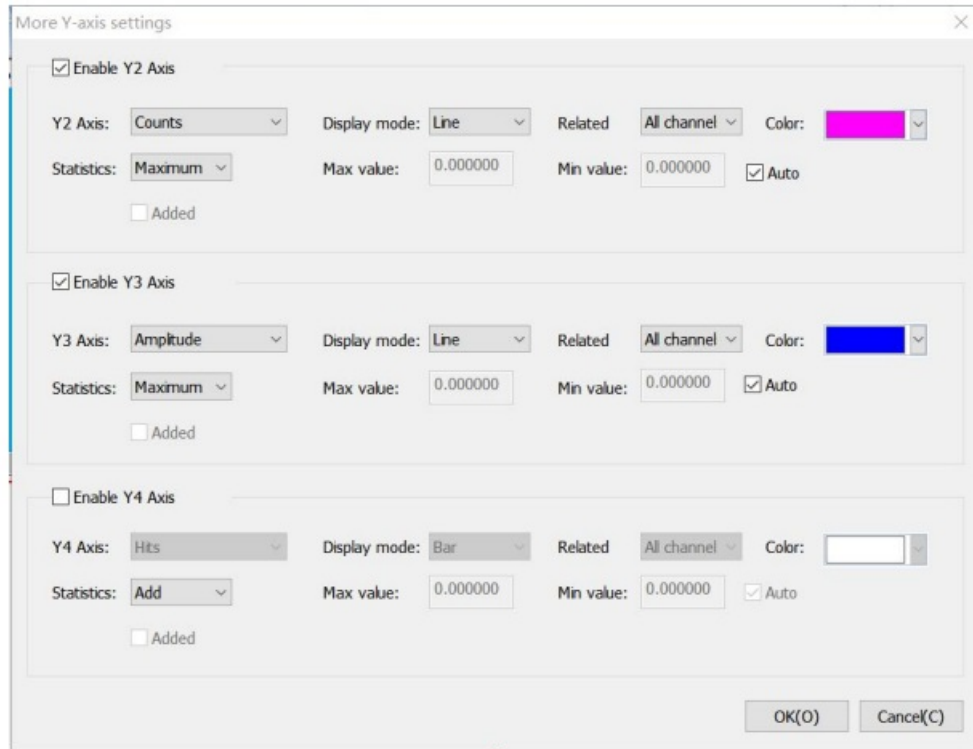 More Y-axis settings
Enable Y2 Axis
Y2 Axis: Counts Display mode: Line Related All channel Color:
Statistics: Maximum Max value: 0.000000 Min value: 0.000000 Auto
Added
Enable Y3 Axis
Y3 Axis: Amplitude Display mode: Line Related All channel Color:
Statistics: Maximum Max value: 0.000000 Min value: 0.000000 Auto
Added
Enable Y4 Axis
Y4 Axis: Hits Display mode: Bar Related All channel Color:
Statistics: Add Max value: 0.000000 Min value: 0.000000 Auto
Added
OK(O) Cancel(C)